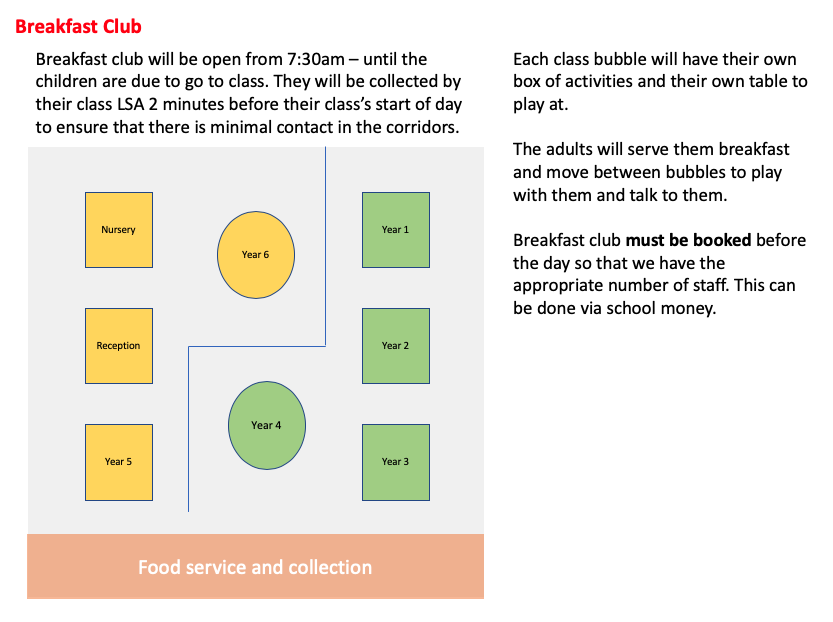 Breakfast Club
Breakfast club will be open from 7:30am – until the
children are due to go to class. They will be collected by
their class LSA 2 minutes before their class’s start of day
to ensure that there is minimal contact in the corridors.
Each class bubble will have their own
box of activities and their own table to
play at.
The adults will serve them breakfast
and move between bubbles to play
with them and talk to them.
Breakfast club must be booked before
the day so that we have the
appropriate number of staff. This can
be done via school money.
Nursery
Year 6
Year 1
Reception
Year 2
Year 4
Year 5
Year 3
Food service and collection